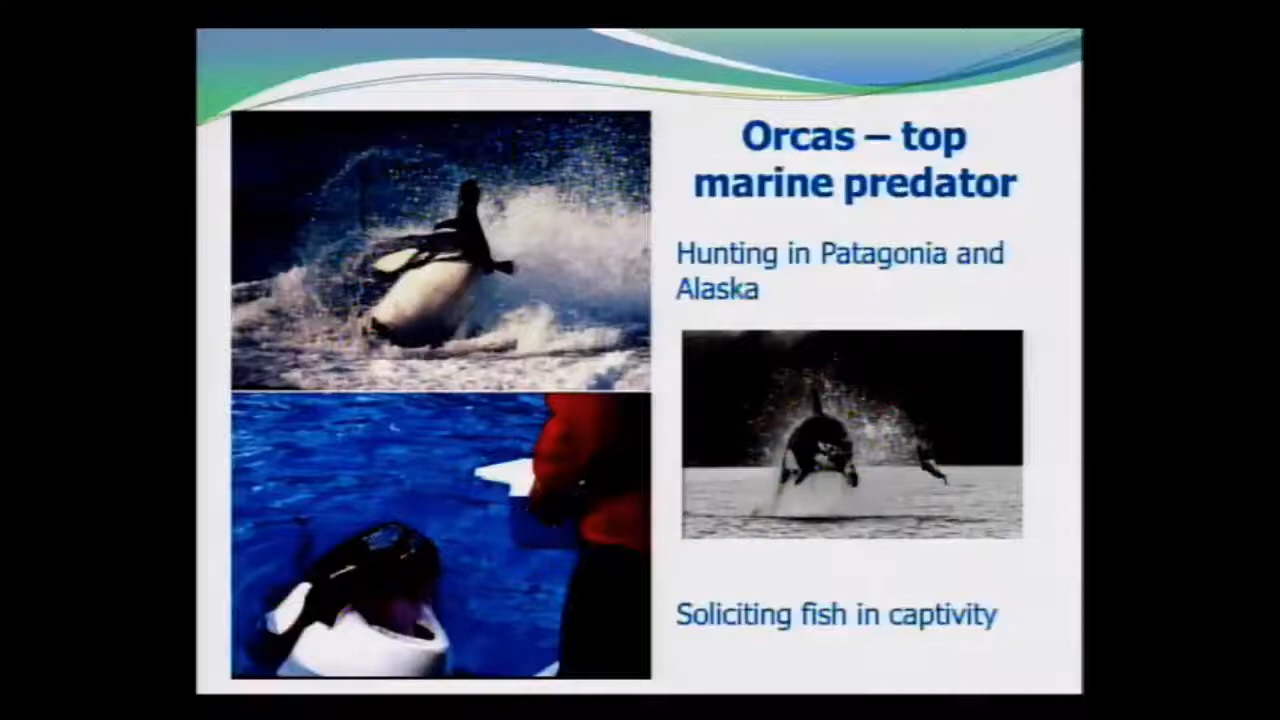 Orcas – top
marine predator
Hunting in Patagonia and
Alaska
Soliciting fish in captivity